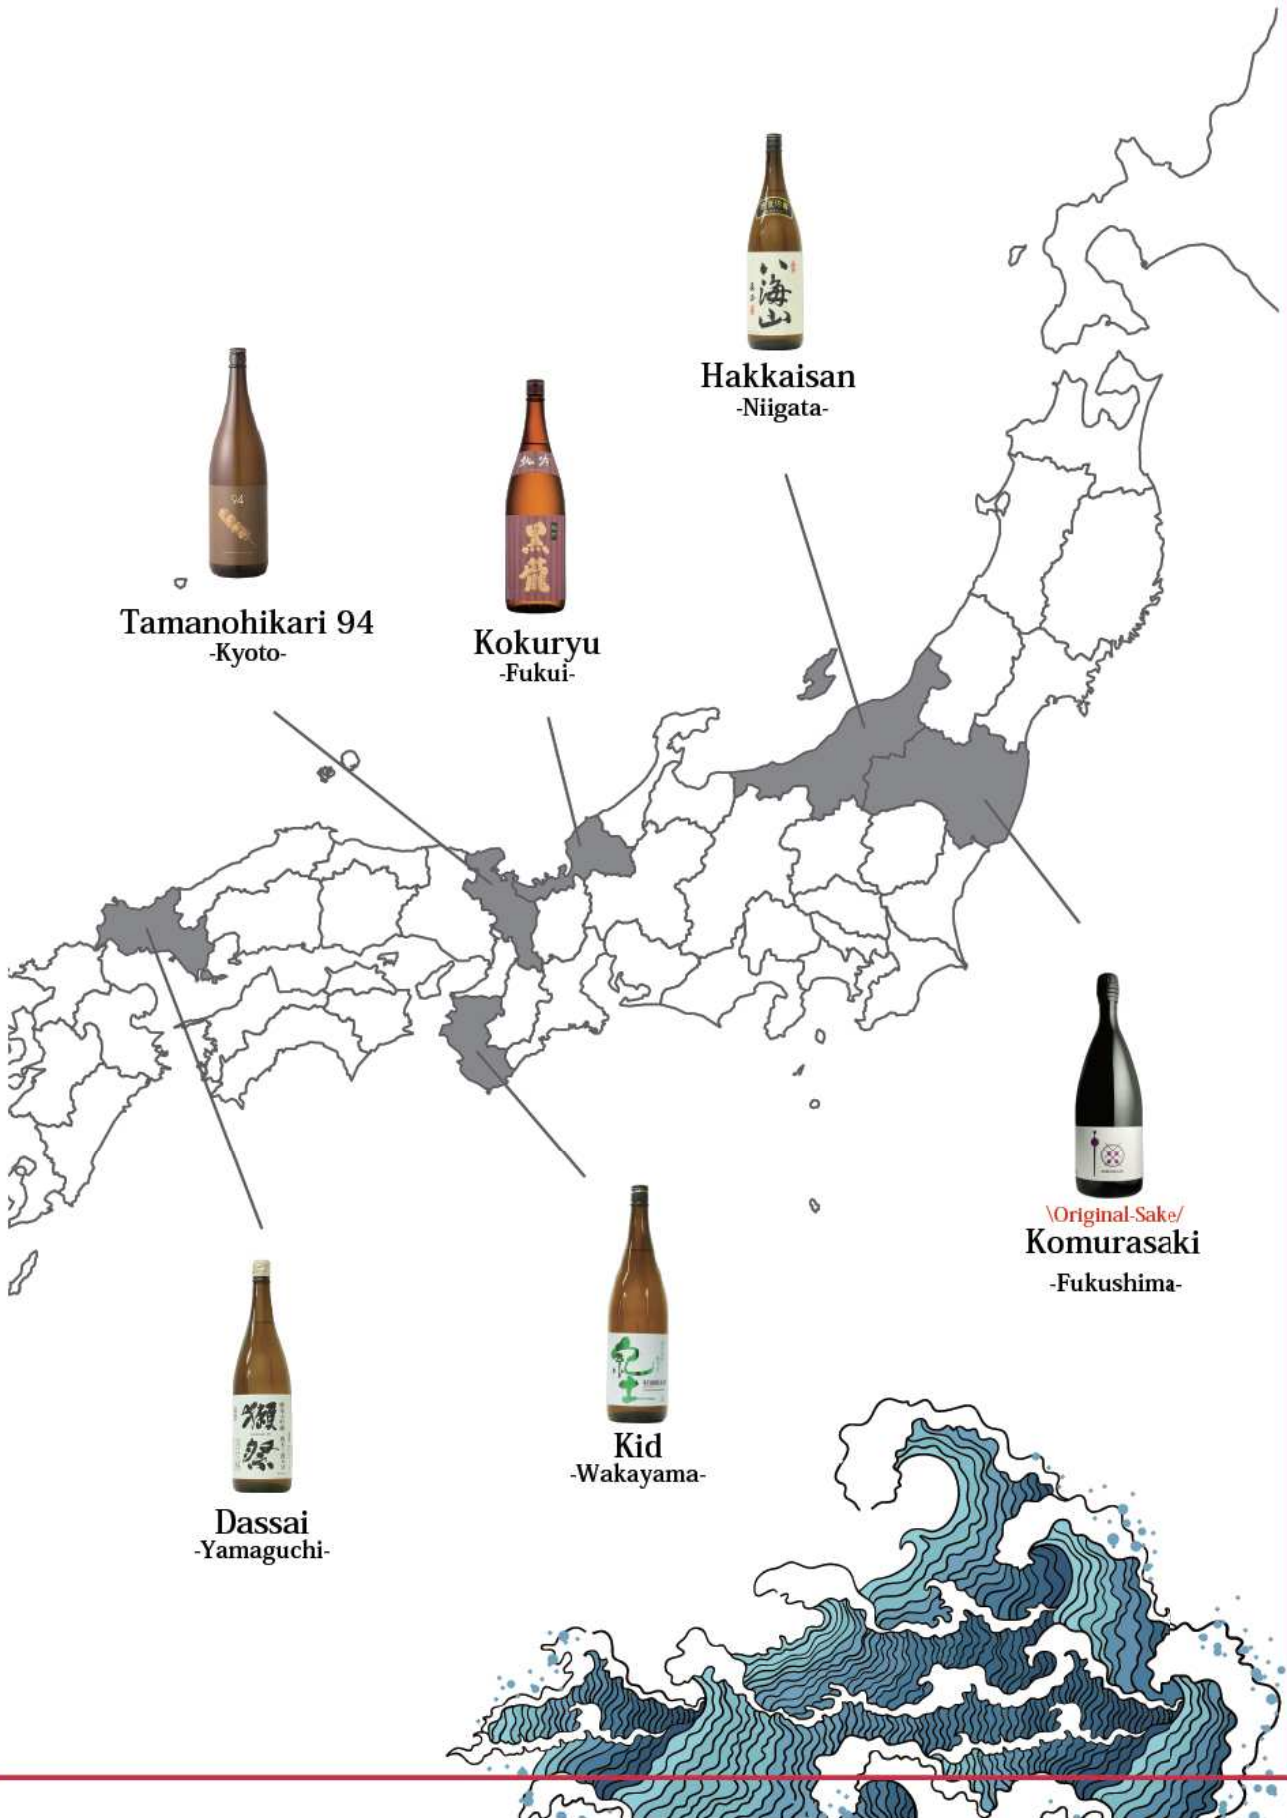 八海山
Hakkaisan
-Niigata-
94
Tamanohikari 94
-Kyoto-
黒龍
Kokuryu
-Fukui-
\Original-Sake/
Komurasaki
-Fukushima-
紀土
Kid
-Wakayama-
獺祭
Dassai
-Yamaguchi-